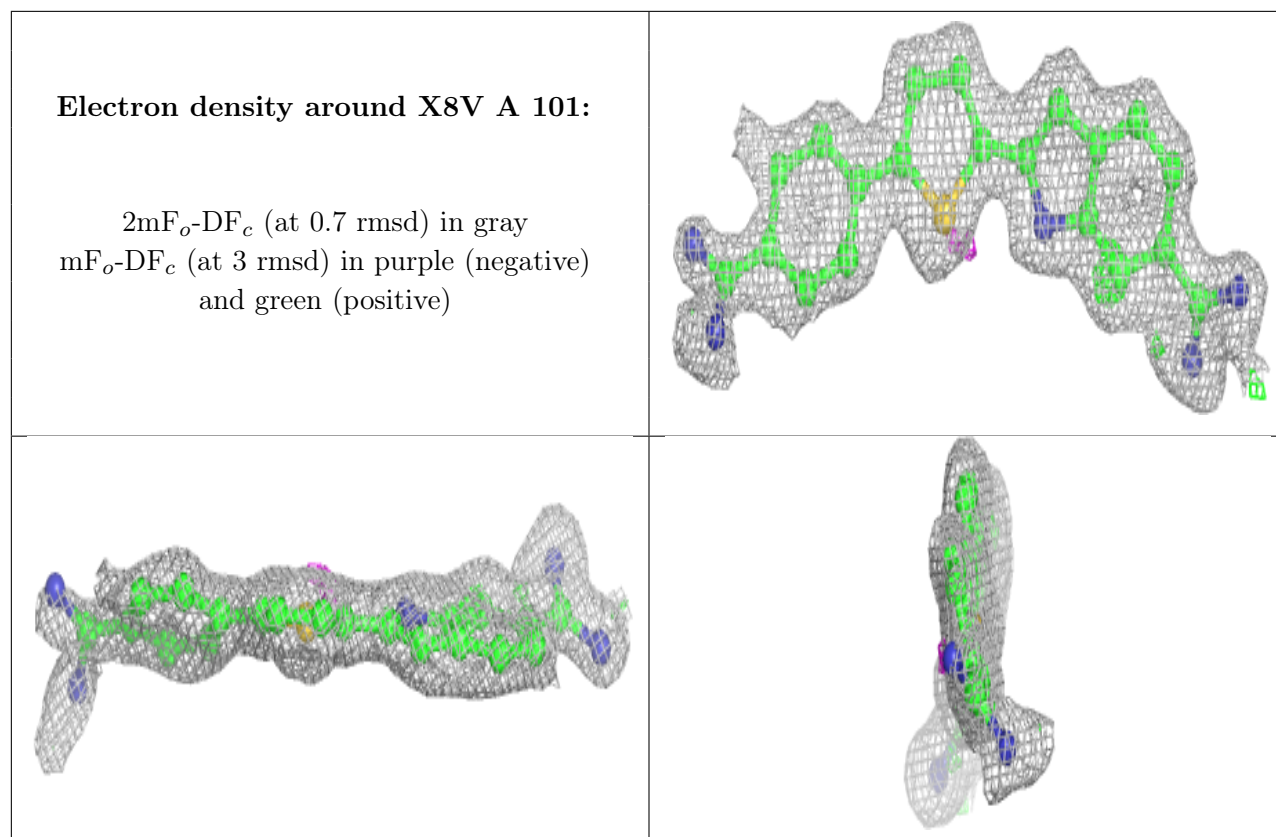 Electron density around X8V A 101:
2mFₒ-DF𝒸 (at 0.7 rmsd) in gray
mFₒ-DF𝒸 (at 3 rmsd) in purple (negative)
and green (positive)